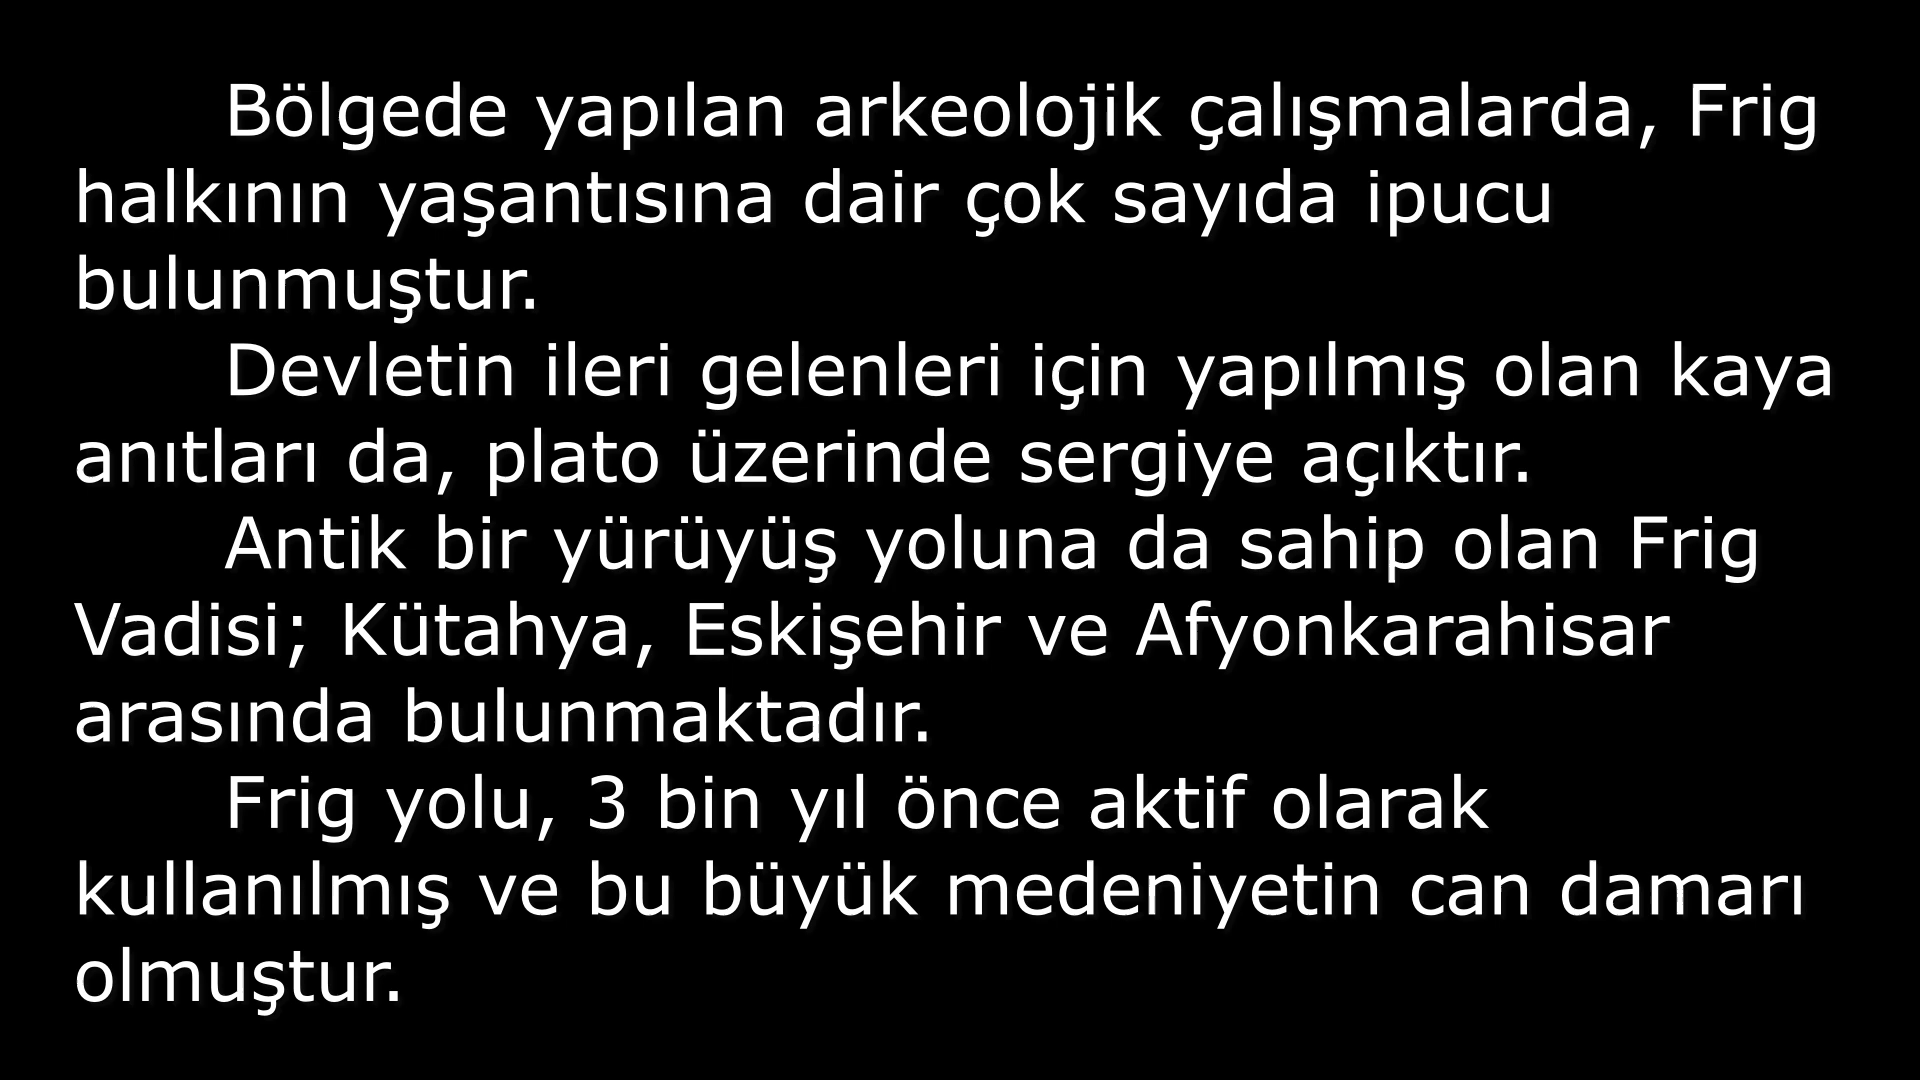 Bölgede yapılan arkeolojik çalışmalarda, Frig
halkının yaşantısına dair çok sayıda ipucu
bulunmuştur.
Devletin ileri gelenleri için yapılmış olan kaya
anıtları da, plato üzerinde sergiye açıktır.
Antik bir yürüyüş yoluna da sahip olan Frig
Vadisi; Kütahya, Eskişehir ve Afyonkarahisar
arasında bulunmaktadır.
Frig yolu, 3 bin yıl önce aktif olarak
kullanılmış ve bu büyük medeniyetin can damarı
olmuştur.